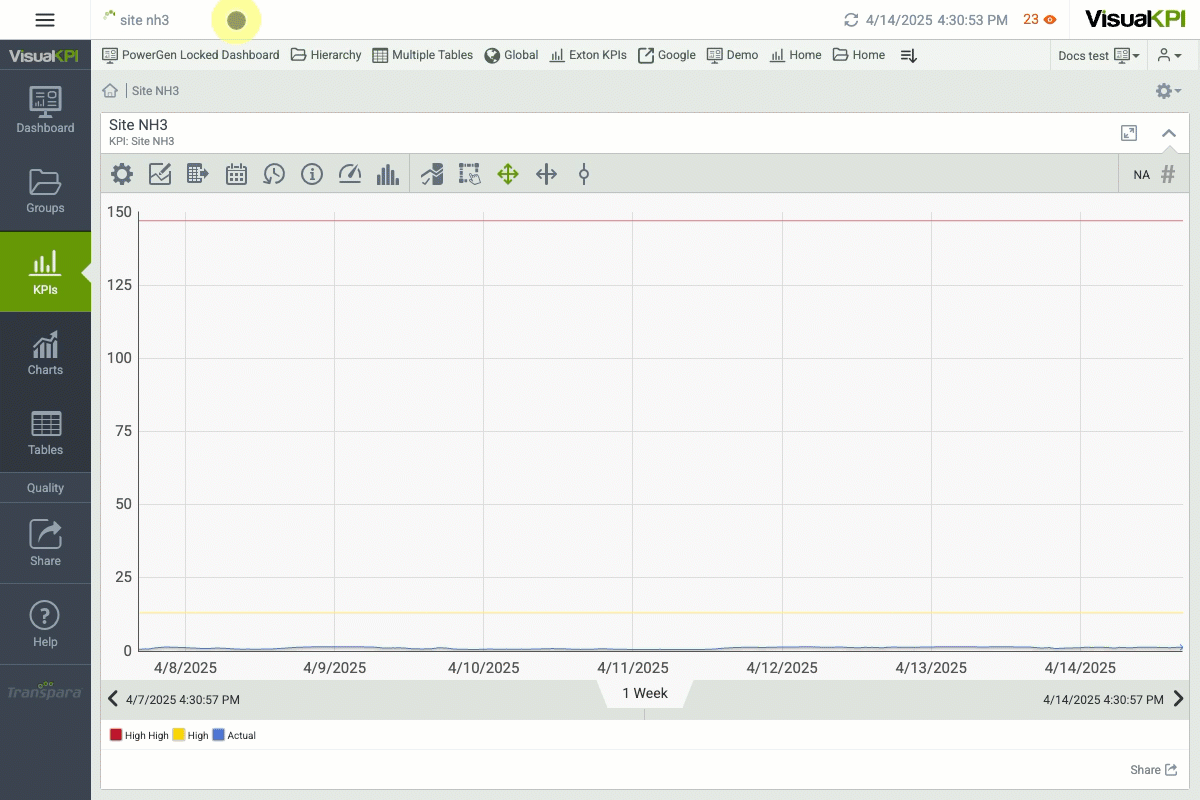 site nh3
4/14/2025 4:30:53 PM
23
VisualKPI
VisualKPI
PowerGen Locked Dashboard
Hierarchy
Multiple Tables
Global
Exton KPIs
Google
Demo
Home
Home
Docs test
Site NH3
Dashboard
Groups
KPIs
Charts
Tables
Quality
Share
Help
Transpara
Site NH3
KPI: Site NH3
NA #
150
125
100
75
50
25
0
4/8/2025
4/9/2025
4/10/2025
4/11/2025
4/12/2025
4/13/2025
4/14/2025
4/7/2025 4:30:57 PM
1 Week
4/14/2025 4:30:57 PM
High High
High
Actual
Share